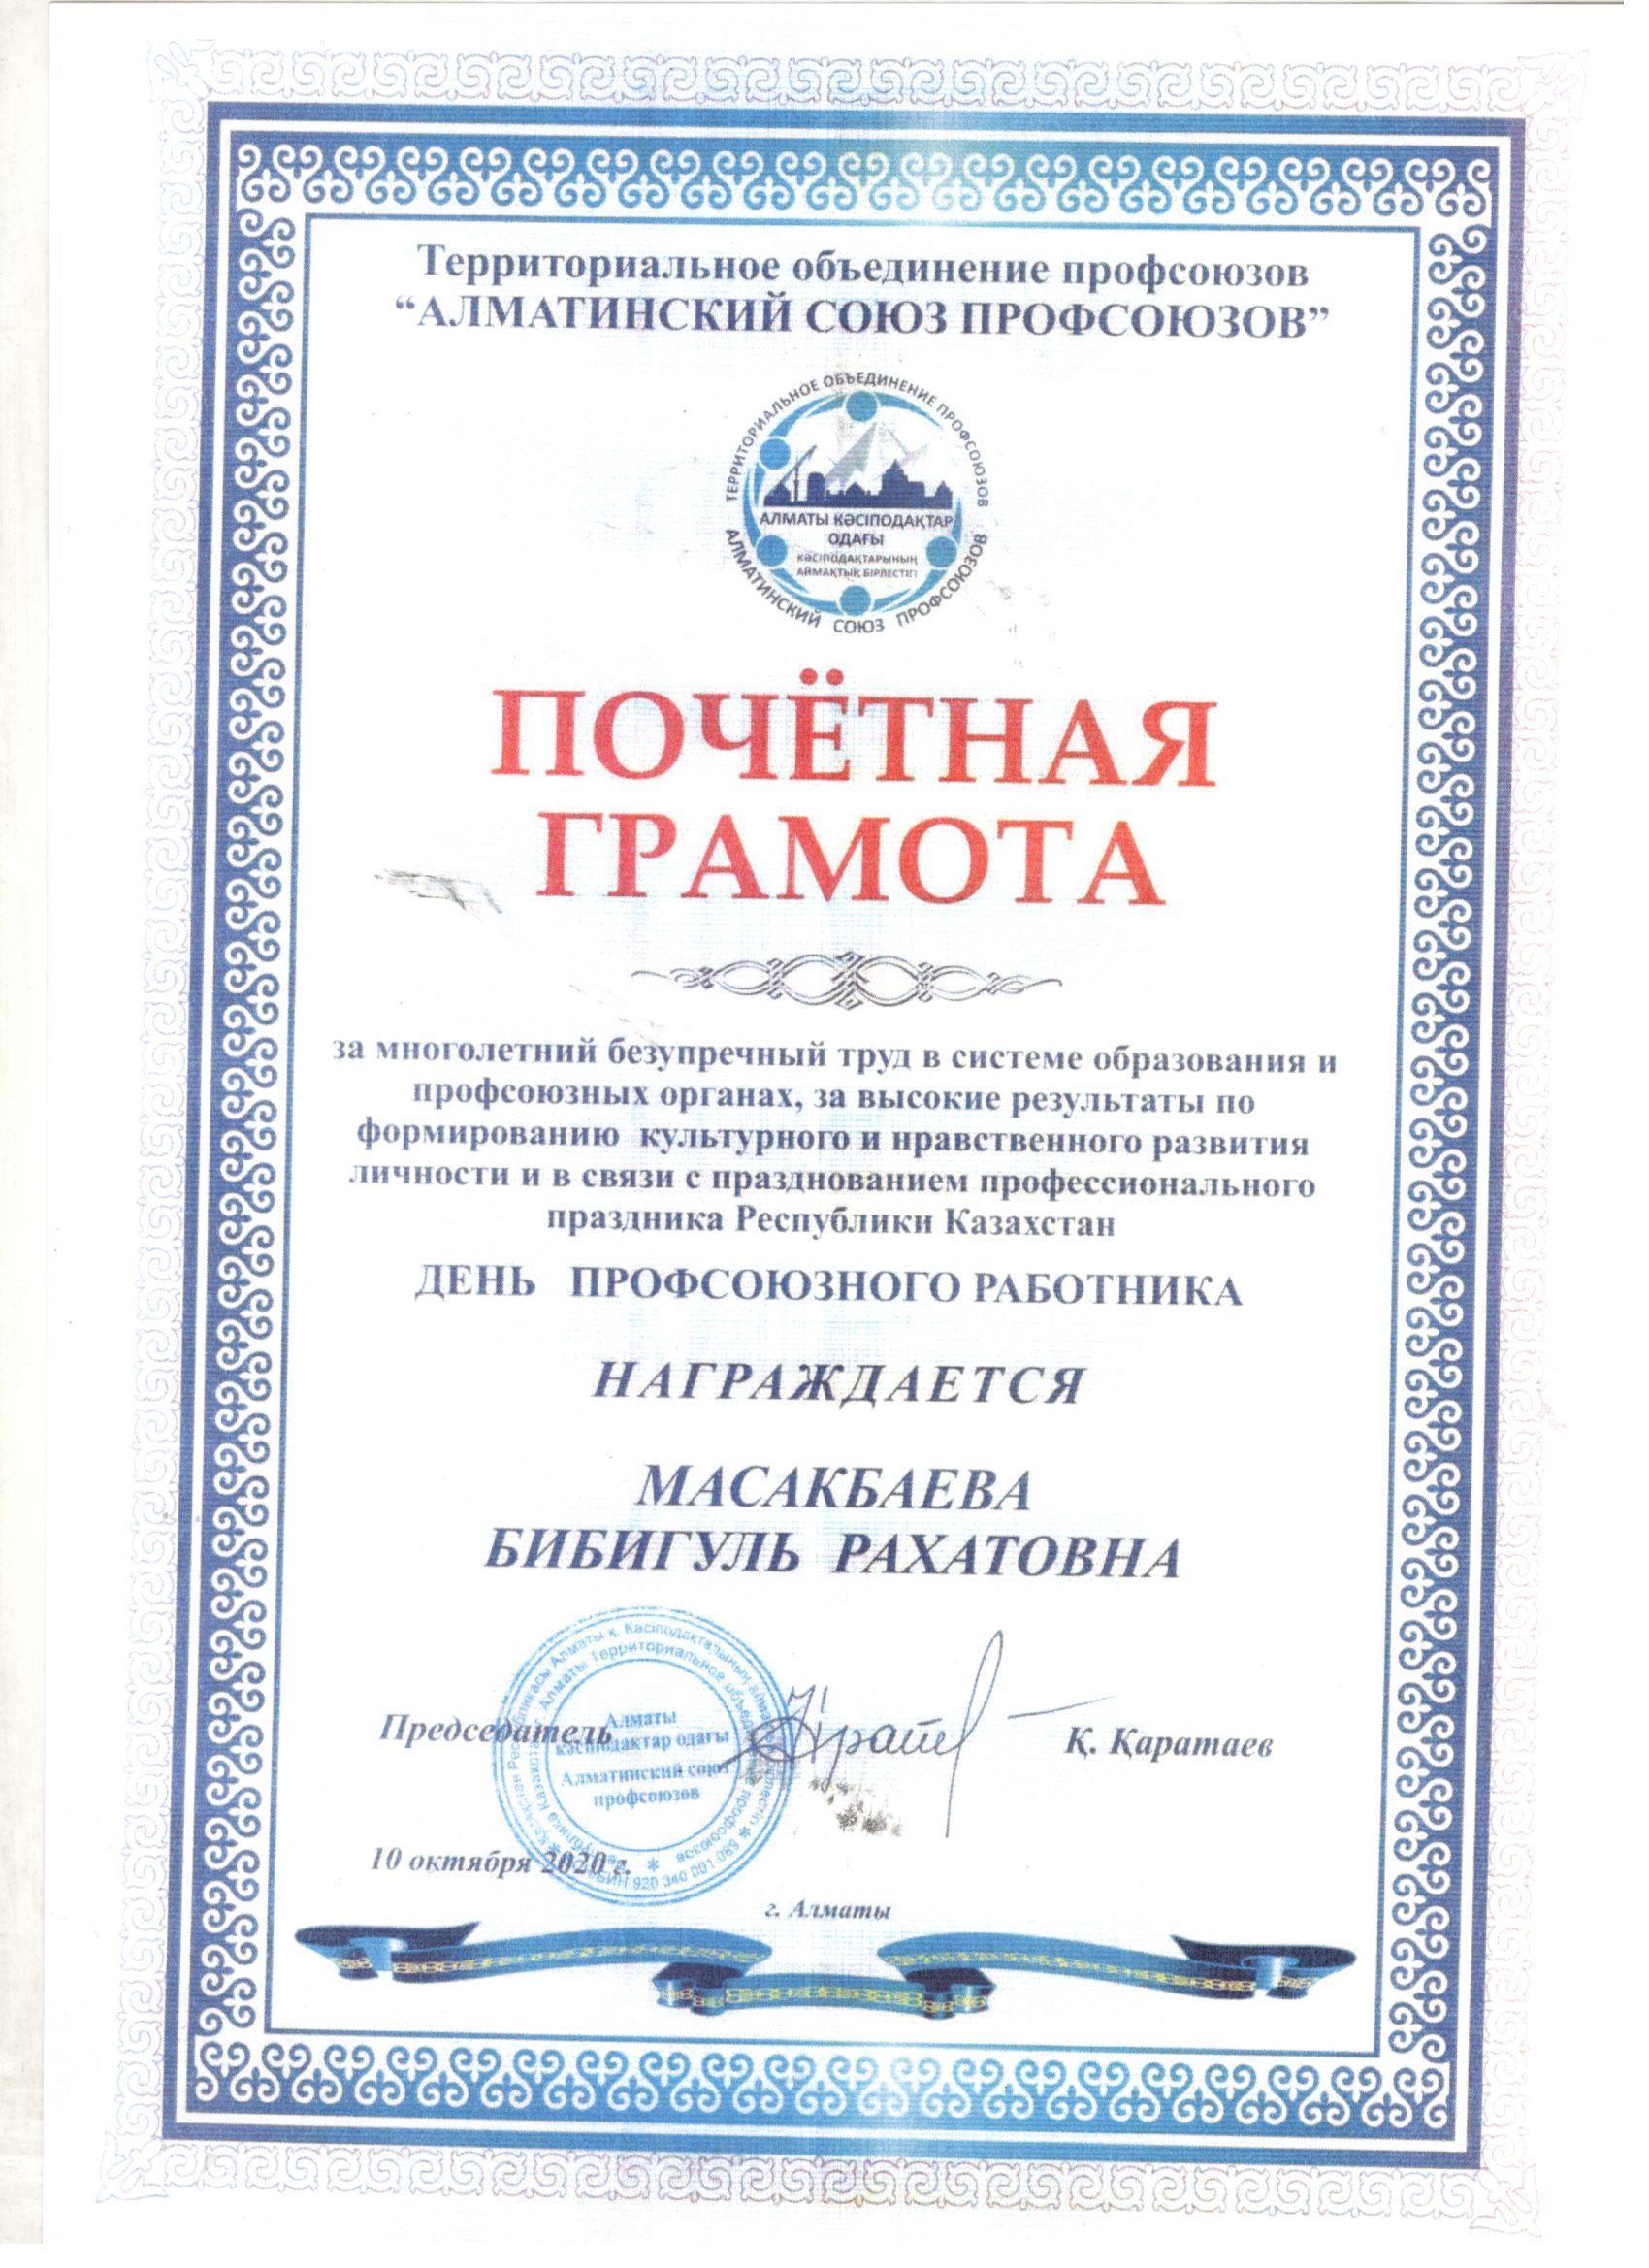 Территориальное объединение профсоюзов
“АЛМАТИНСКИЙ СОЮЗ ПРОФСОЮЗОВ”
ТЕРРИТОРИАЛЬНОЕ ОБЪЕДИНЕНИЕ ПРОФСОЮЗОВ
АЛМАТЫ КӘСІПОДАҚТАР
ОДАҒЫ
КӘСІПОДАҚТАРЫНЫҢ
АЙМАҚТЫҚ БІРЛЕСТІГІ
АЛМАТИНСКИЙ СОЮЗ ПРОФСОЮЗОВ
ПОЧЁТНАЯ
ГРАМОТА
за многолетний безупречный труд в системе образования и
профсоюзных органах, за высокие результаты по
формированию культурного и нравственного развития
личности и в связи с празднованием профессионального
праздника Республики Казахстан
ДЕНЬ ПРОФСОЮЗНОГО РАБОТНИКА
НАГРАЖДАЕТСЯ
МАСАКБАЕВА
БИБИГУЛЬ РАХАТОВНА
Председатель
Қ. Қаратаев
Алматы
кәсіподақтар одағы
Алматинский союз
профсоюзов
10 октября 2020 г.
г. Алматы